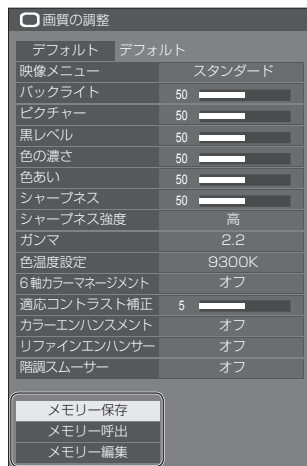 画質の調整
デフォルト デフォルト
映像メニュー スタンダード
バックライト 50
ピクチャー 50
黒レベル 50
色の濃さ 50
色あい 50
シャープネス 50
シャープネス強度 高
ガンマ 2.2
色温度設定 9300K
6軸カラーマネージメント オフ
適応コントラスト補正 5
カラーエンハンスメント オフ
リファインエンハンサー オフ
階調スムーサー オフ
メモリー保存
メモリー呼出
メモリー編集